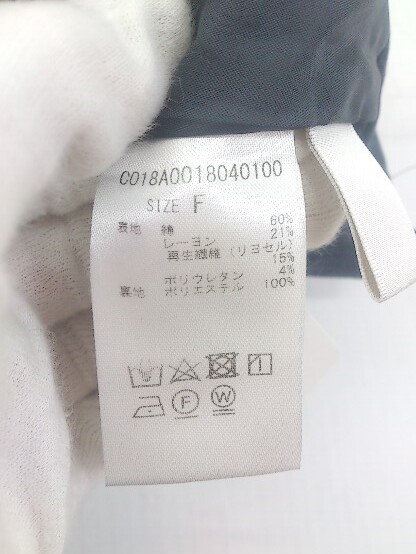 C018A0018040100
SIZE F
表地 綿 60%
レーヨン 21%
再生繊維(リヨセル)
15%
ポリウレタン 4%
裏地 ポリエステル 100%
F W